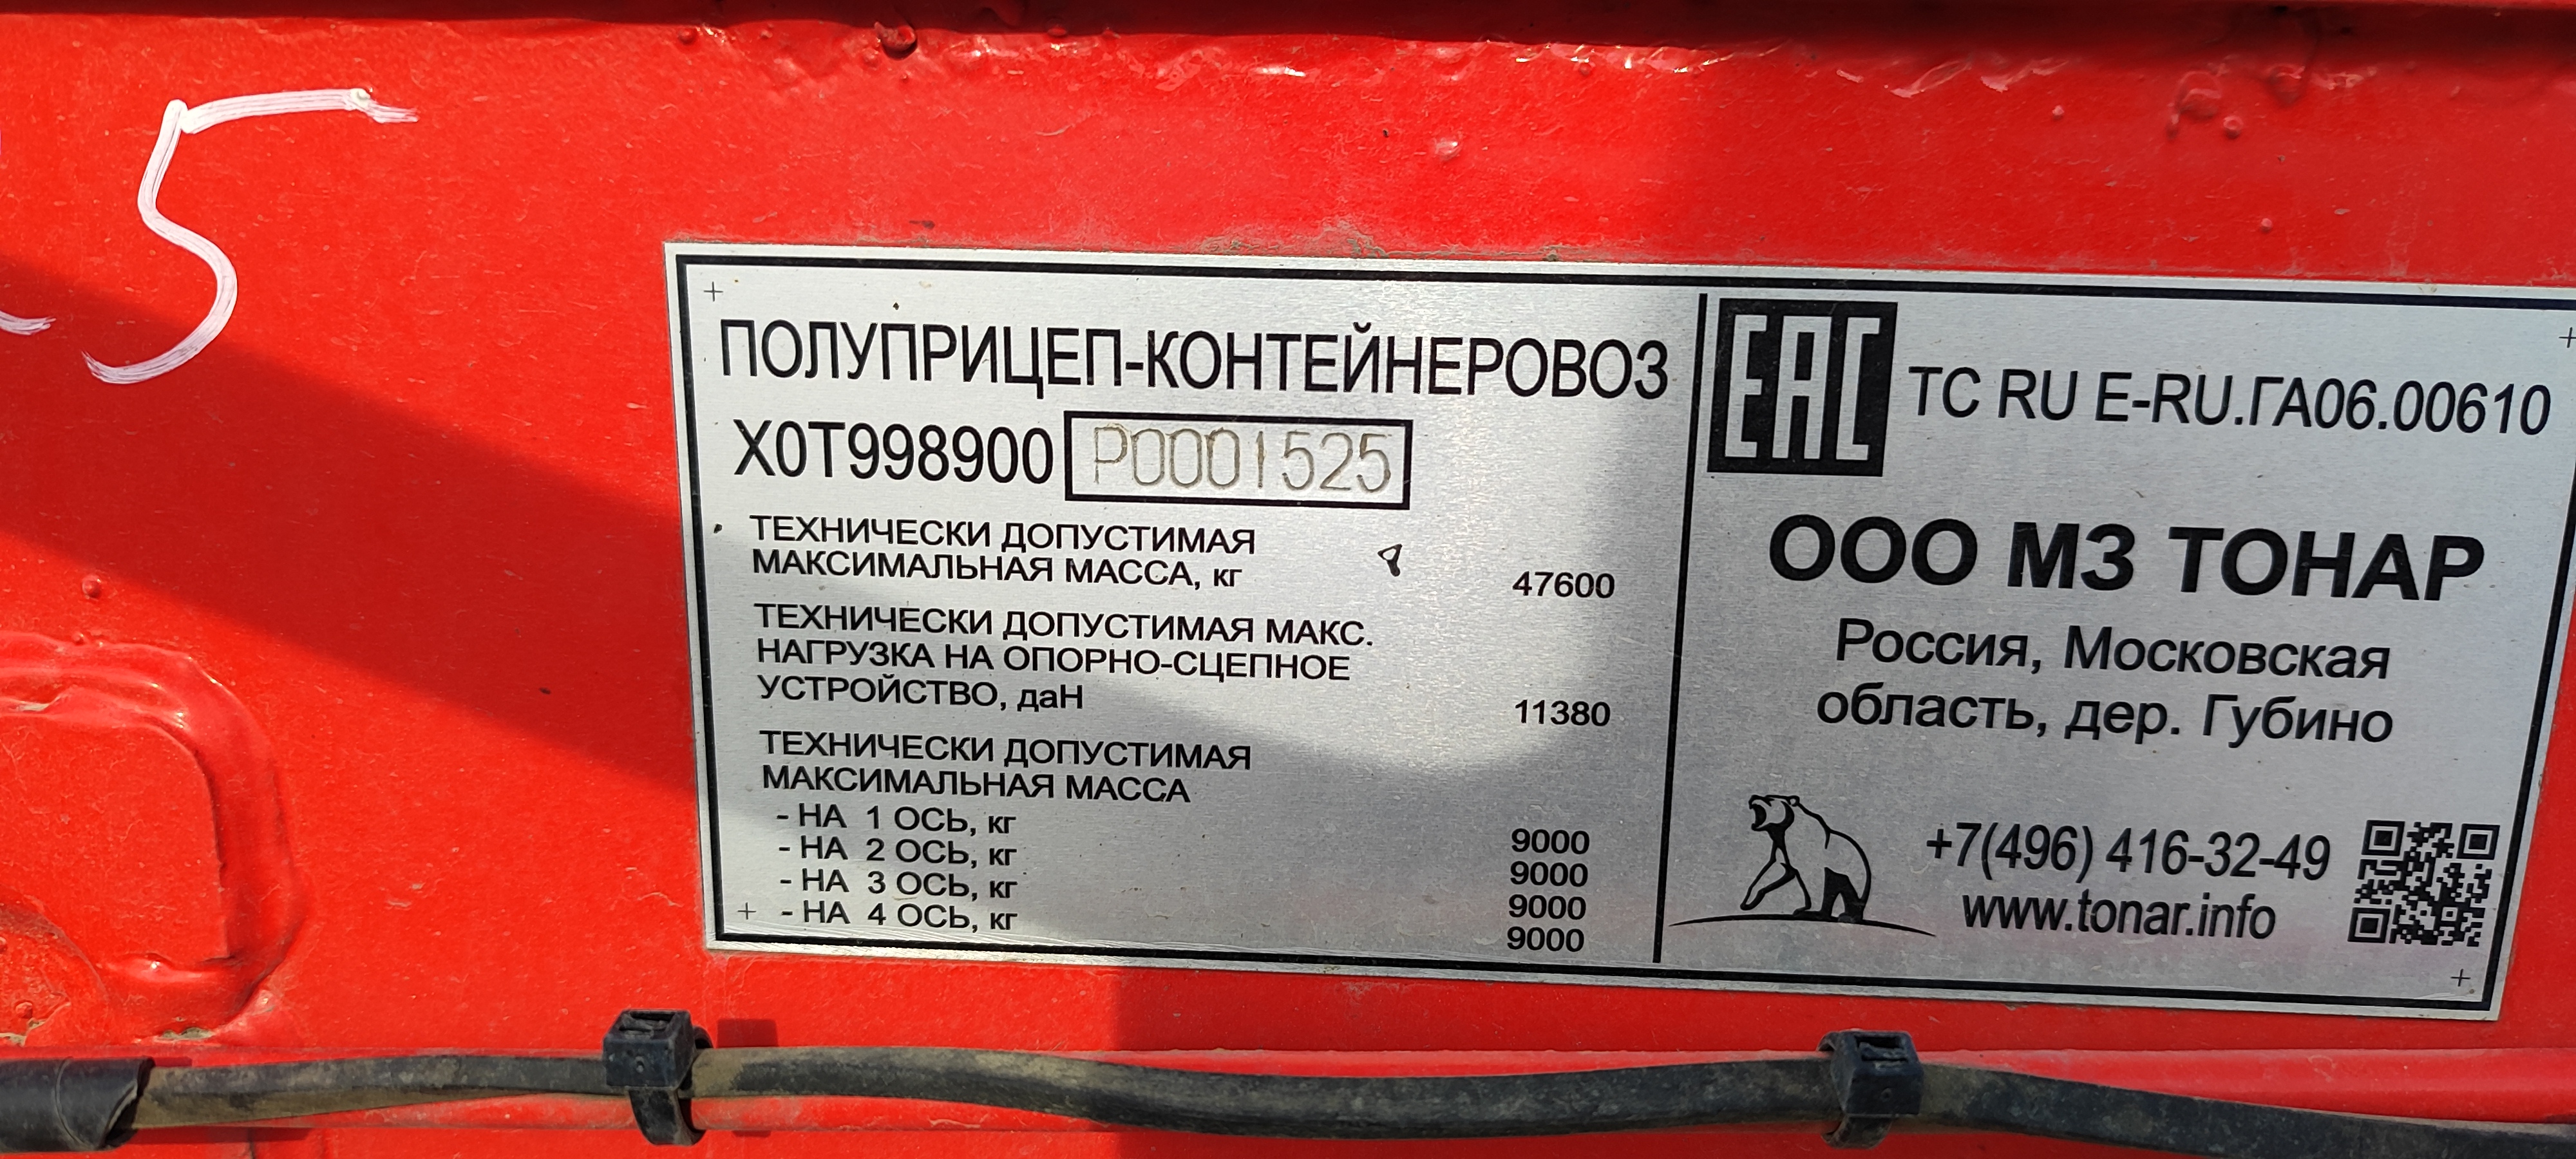 5
ПОЛУПРИЦЕП-КОНТЕЙНЕРОВОЗ
X0T998900 P0001525
ТЕХНИЧЕСКИ ДОПУСТИМАЯ
МАКСИМАЛЬНАЯ МАССА, кг 47600
ТЕХНИЧЕСКИ ДОПУСТИМАЯ МАКС.
НАГРУЗКА НА ОПОРНО-СЦЕПНОЕ
УСТРОЙСТВО, даН 11380
ТЕХНИЧЕСКИ ДОПУСТИМАЯ
МАКСИМАЛЬНАЯ МАССА
- НА 1 ОСЬ, кг 9000
- НА 2 ОСЬ, кг 9000
- НА 3 ОСЬ, кг 9000
- НА 4 ОСЬ, кг 9000
EAC TC RU E-RU.ГА06.00610
ООО МЗ ТОНАР
Россия, Московская
область, дер. Губино
+7(496) 416-32-49
www.tonar.info